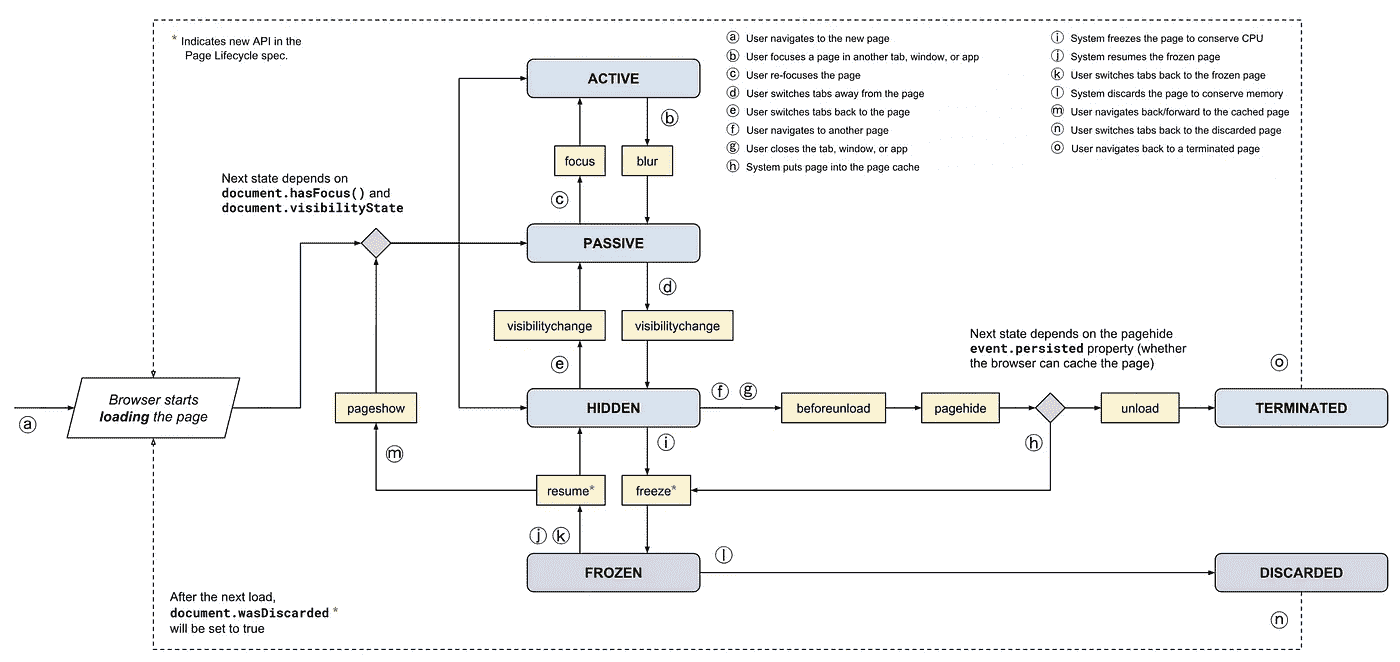 * Indicates new API in the
Page Lifecycle spec.
ⓐ User navigates to the new page
ⓑ User focuses a page in another tab, window, or app
ⓒ User re-focuses the page
ⓓ User switches tabs away from the page
ⓔ User switches tabs back to the page
ⓕ User navigates to another page
ⓖ User closes the tab, window, or app
ⓗ System puts page into the page cache
ⓘ System freezes the page to conserve CPU
ⓙ System resumes the frozen page
ⓚ User switches tabs back to the frozen page
ⓛ System discards the page to conserve memory
ⓜ User navigates back/forward to the cached page
ⓝ User switches tabs back to the discarded page
ⓞ User navigates back to a terminated page
ACTIVE
ⓑ
focus
blur
ⓒ
Next state depends on
document.hasFocus() and
document.visibilityState
PASSIVE
ⓓ
visibilitychange
visibilitychange
ⓔ
Next state depends on the pagehide
event.persisted property (whether
the browser can cache the page)
ⓞ
Browser starts
loading the page
ⓐ
pageshow
ⓜ
HIDDEN
ⓕ ⓖ
beforeunload
pagehide
ⓗ
unload
TERMINATED
ⓘ
resume*
freeze*
ⓙ ⓚ
FROZEN
ⓛ
DISCARDED
ⓝ
After the next load,
document.wasDiscarded *
will be set to true